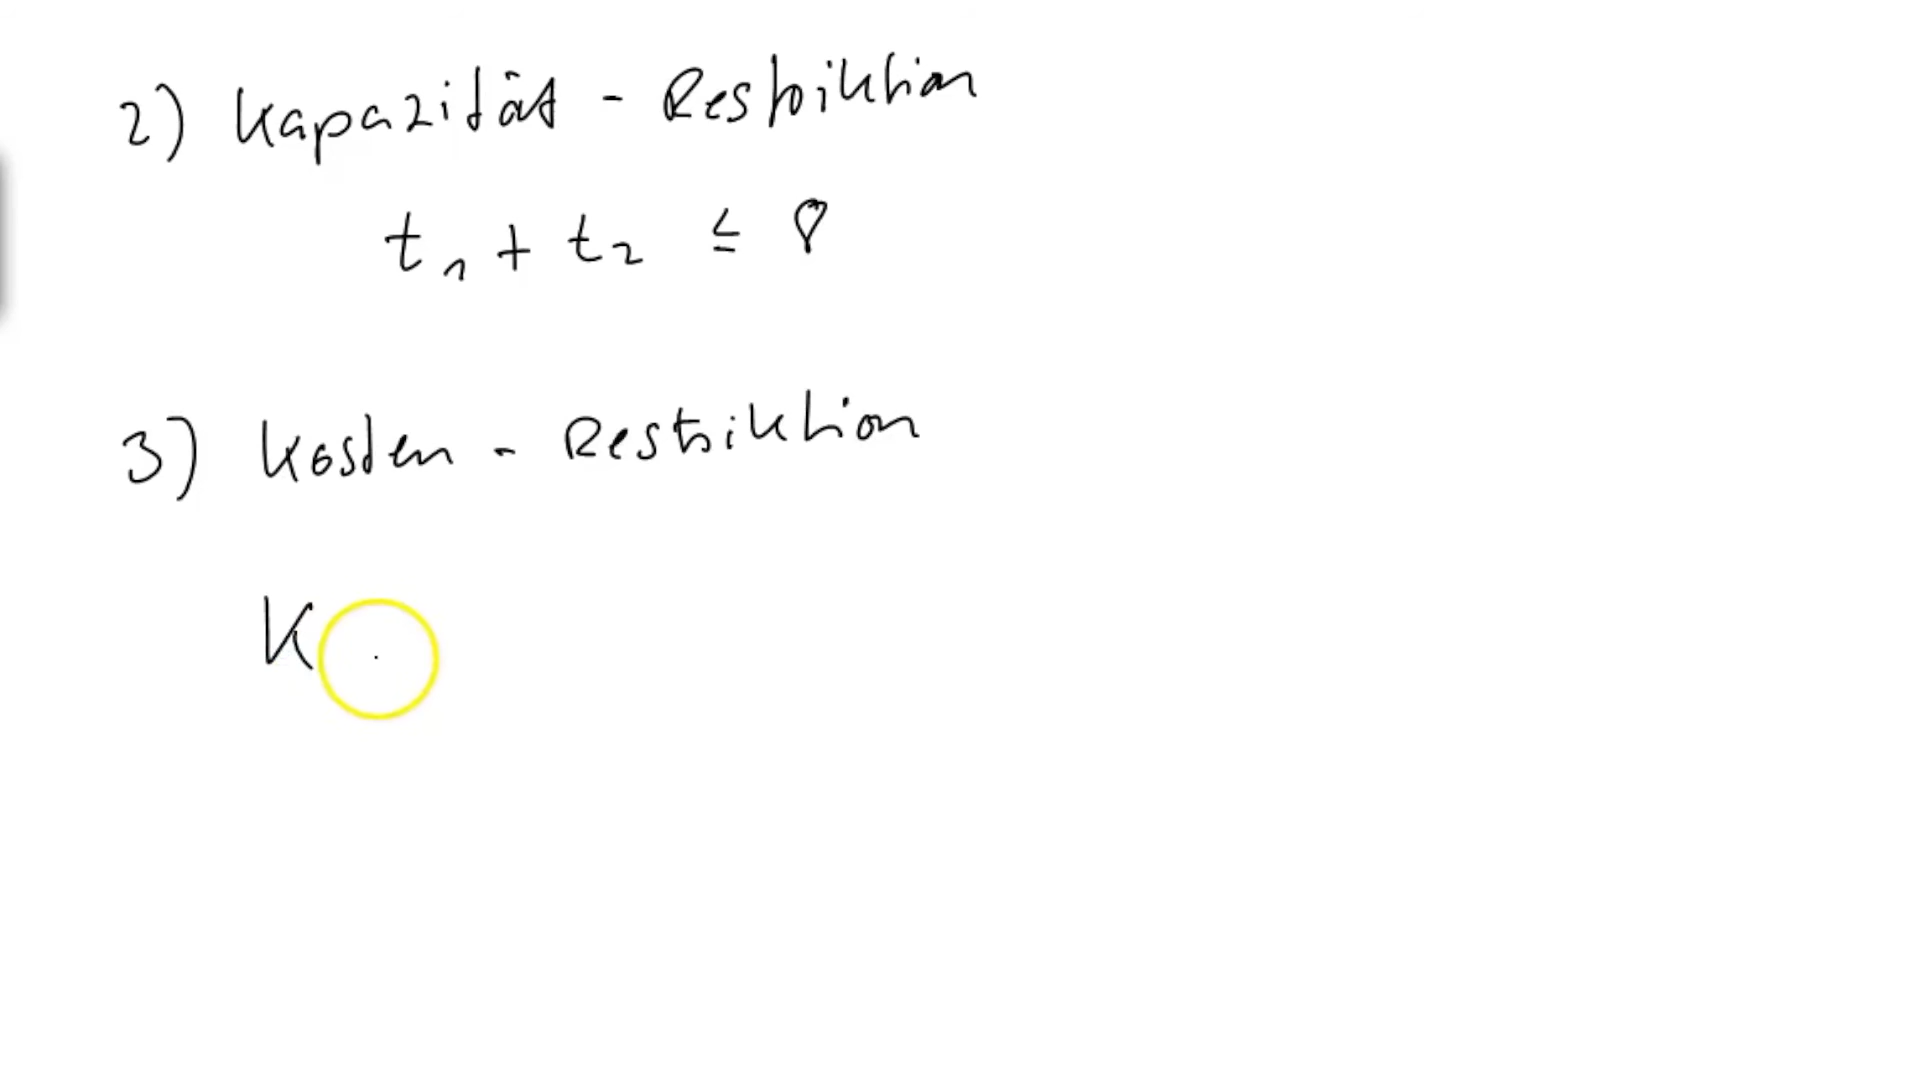 2) Kapazität - Restriktion
t₁ + t₂ ≤ 8
3) Kosten - Restriktion
K